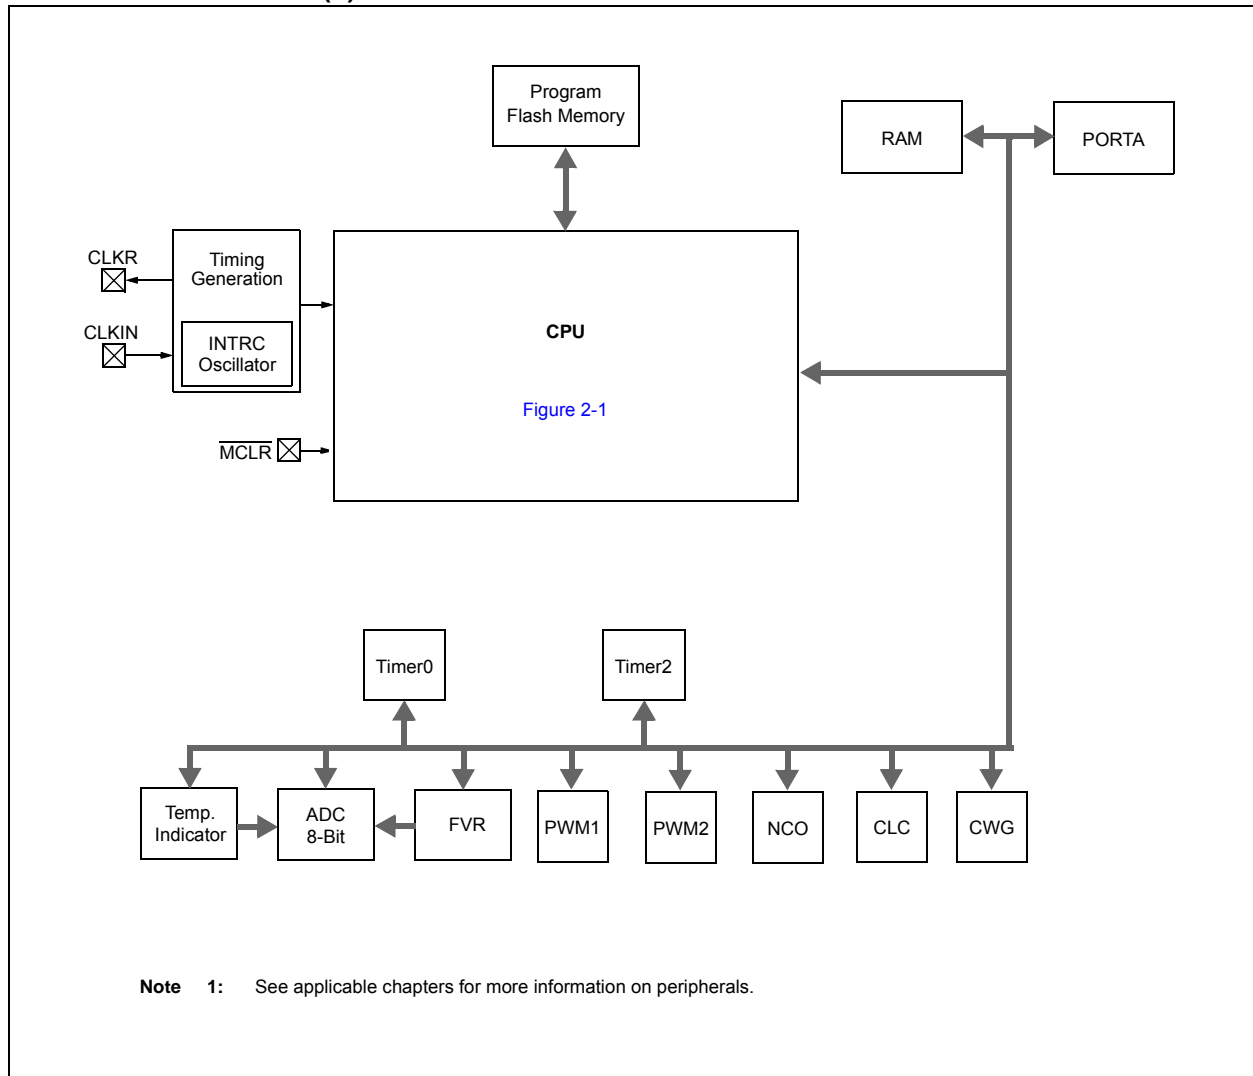 Program
Flash Memory
RAM
PORTA
CLKR
Timing
Generation
CLKIN
INTRC
Oscillator
CPU
Figure 2-1
MCLR
Timer0
Timer2
Temp.
Indicator
ADC
8-Bit
FVR
PWM1
PWM2
NCO
CLC
CWG
Note 1: See applicable chapters for more information on peripherals.